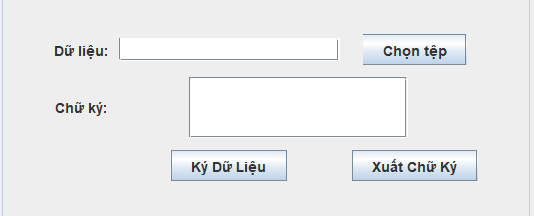 Dữ liệu: Chọn tệp
Chữ ký:
Ký Dữ Liệu Xuất Chữ Ký